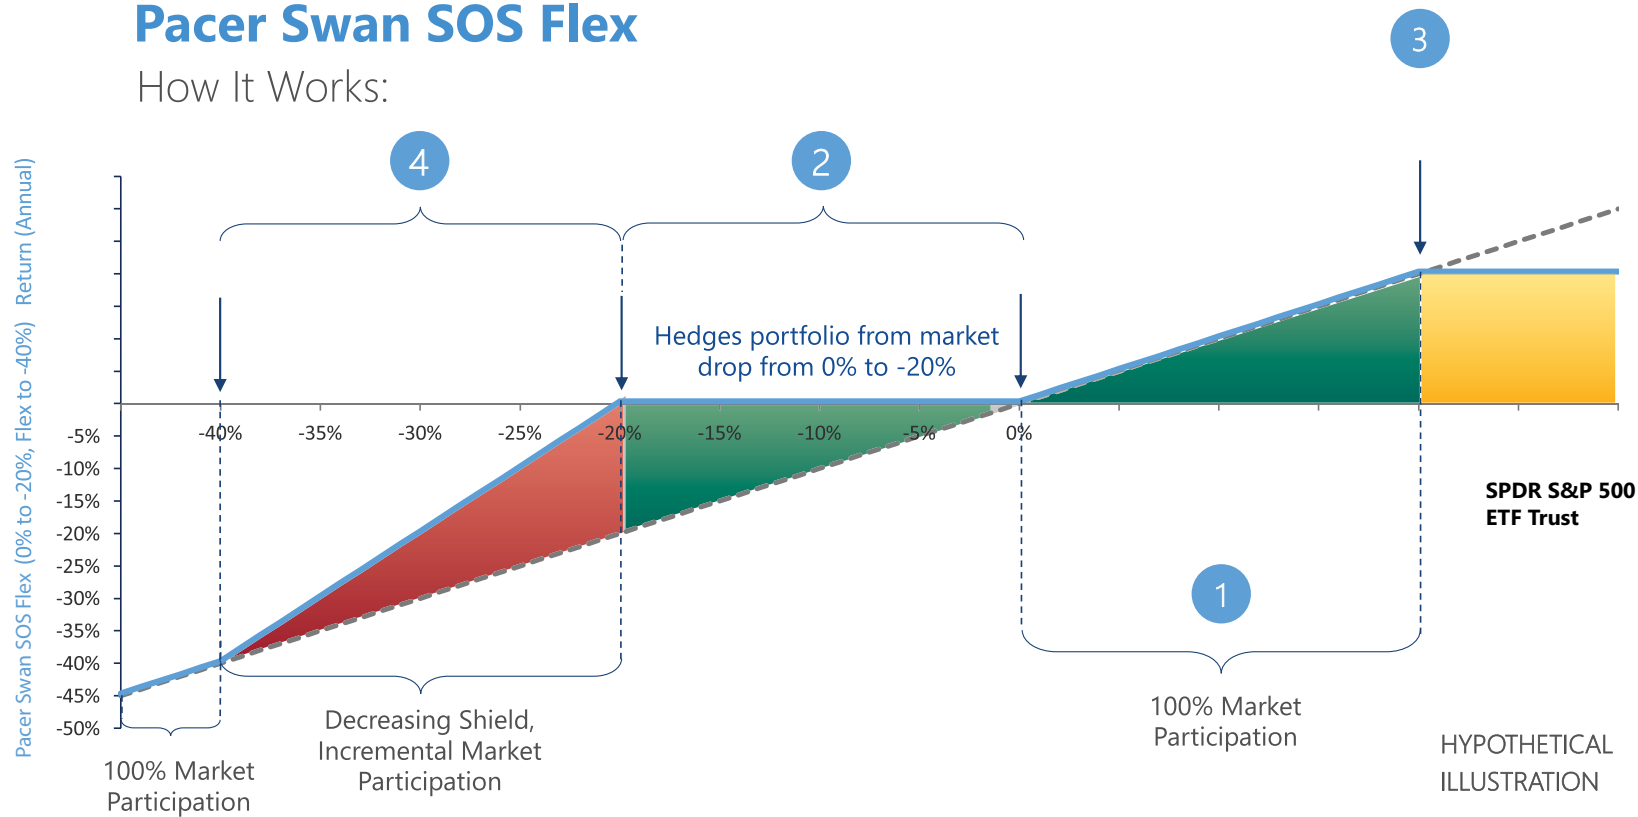 Pacer Swan SOS Flex
How It Works:
3
4
2
Pacer Swan SOS Flex (0% to -20%, Flex to -40%) Return (Annual)
Hedges portfolio from market
drop from 0% to -20%
-40%
-35%
-30%
-25%
-20%
-15%
-10%
-5%
0%
-5%
-10%
-15%
-20%
-25%
-30%
-35%
-40%
-45%
-50%
SPDR S&P 500
ETF Trust
1
100% Market
Participation
Decreasing Shield,
Incremental Market
Participation
100% Market
Participation
HYPOTHETICAL
ILLUSTRATION